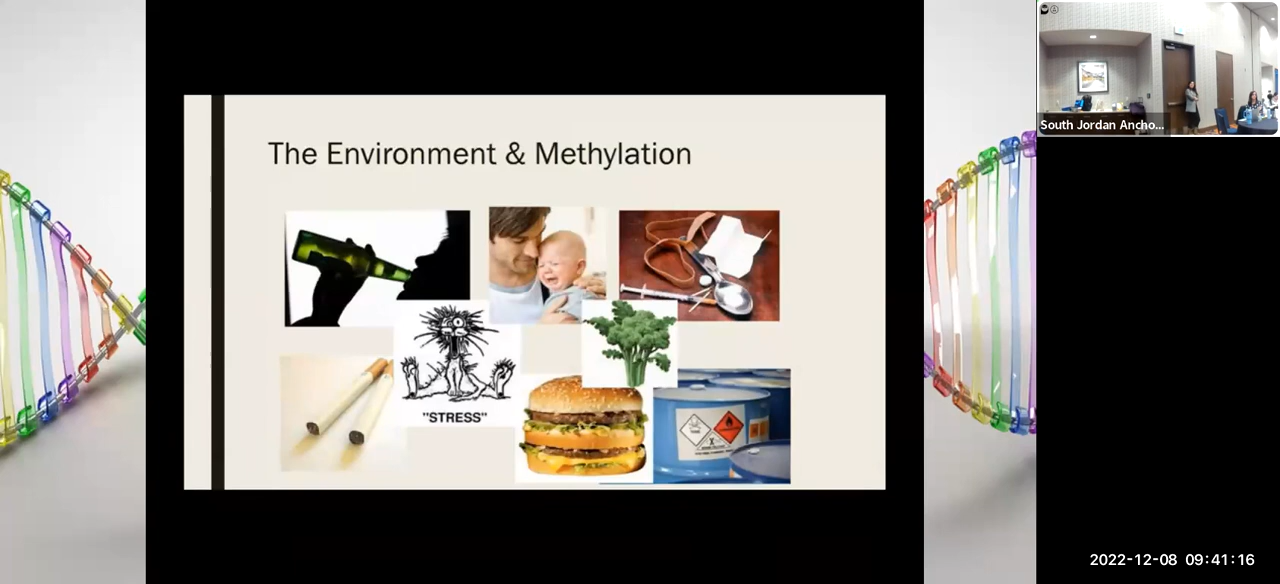 The Environment & Methylation
"STRESS"
South Jordan Ancho...
2022-12-08 09:41:16